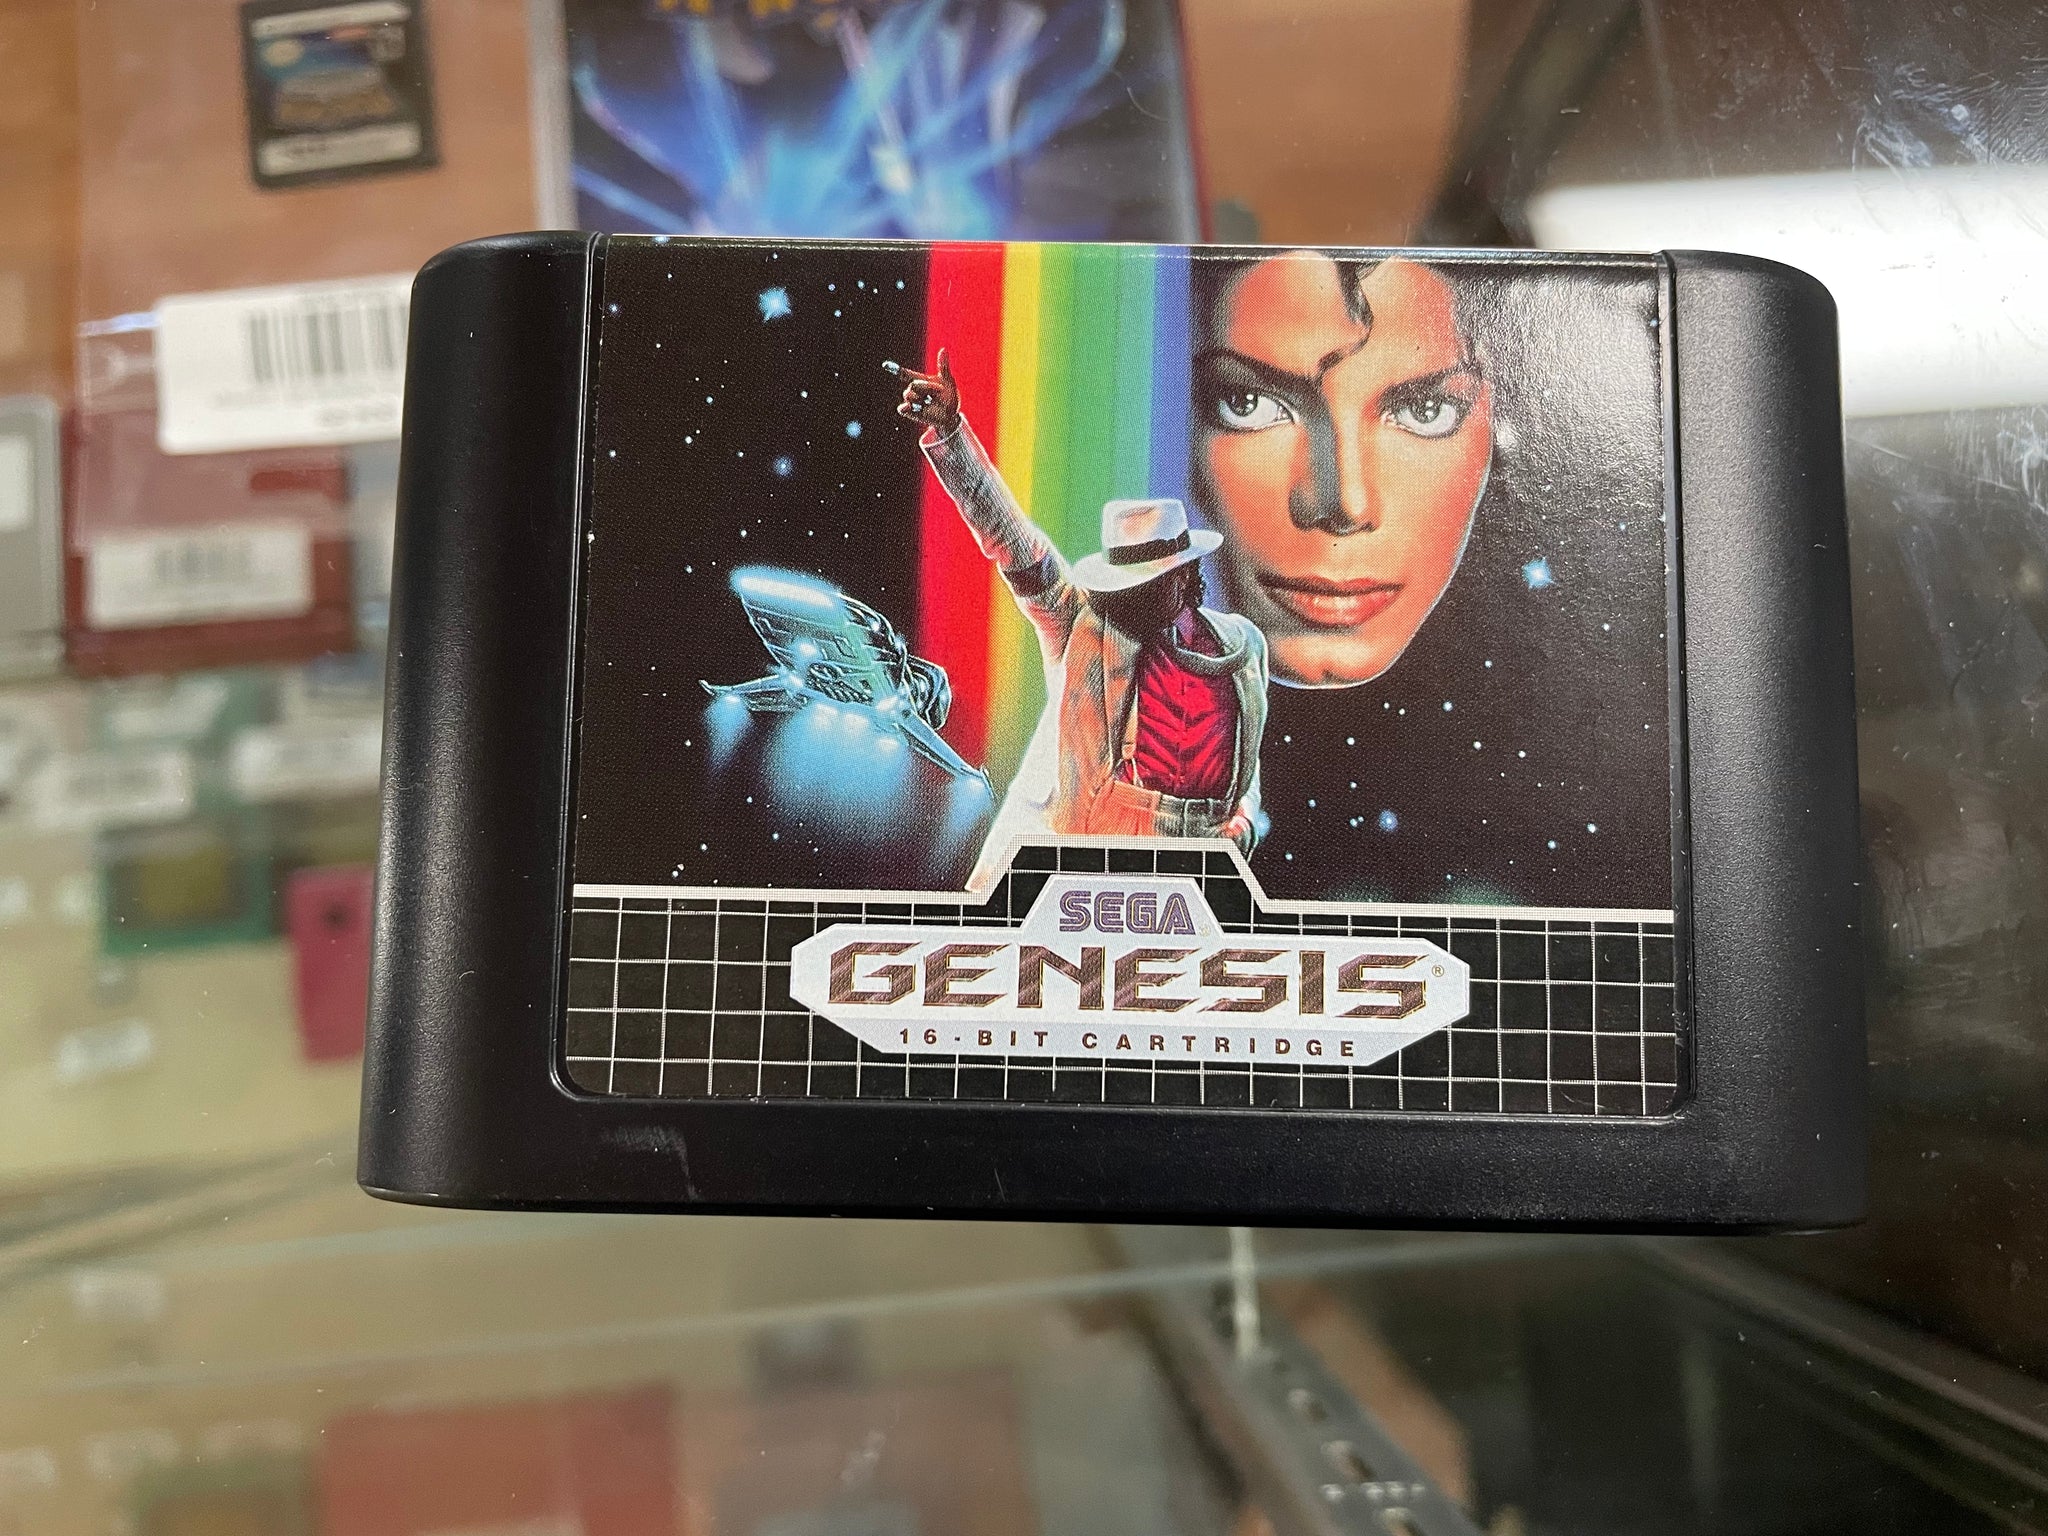 SEGA
GENESIS®
16-BIT CARTRIDGE